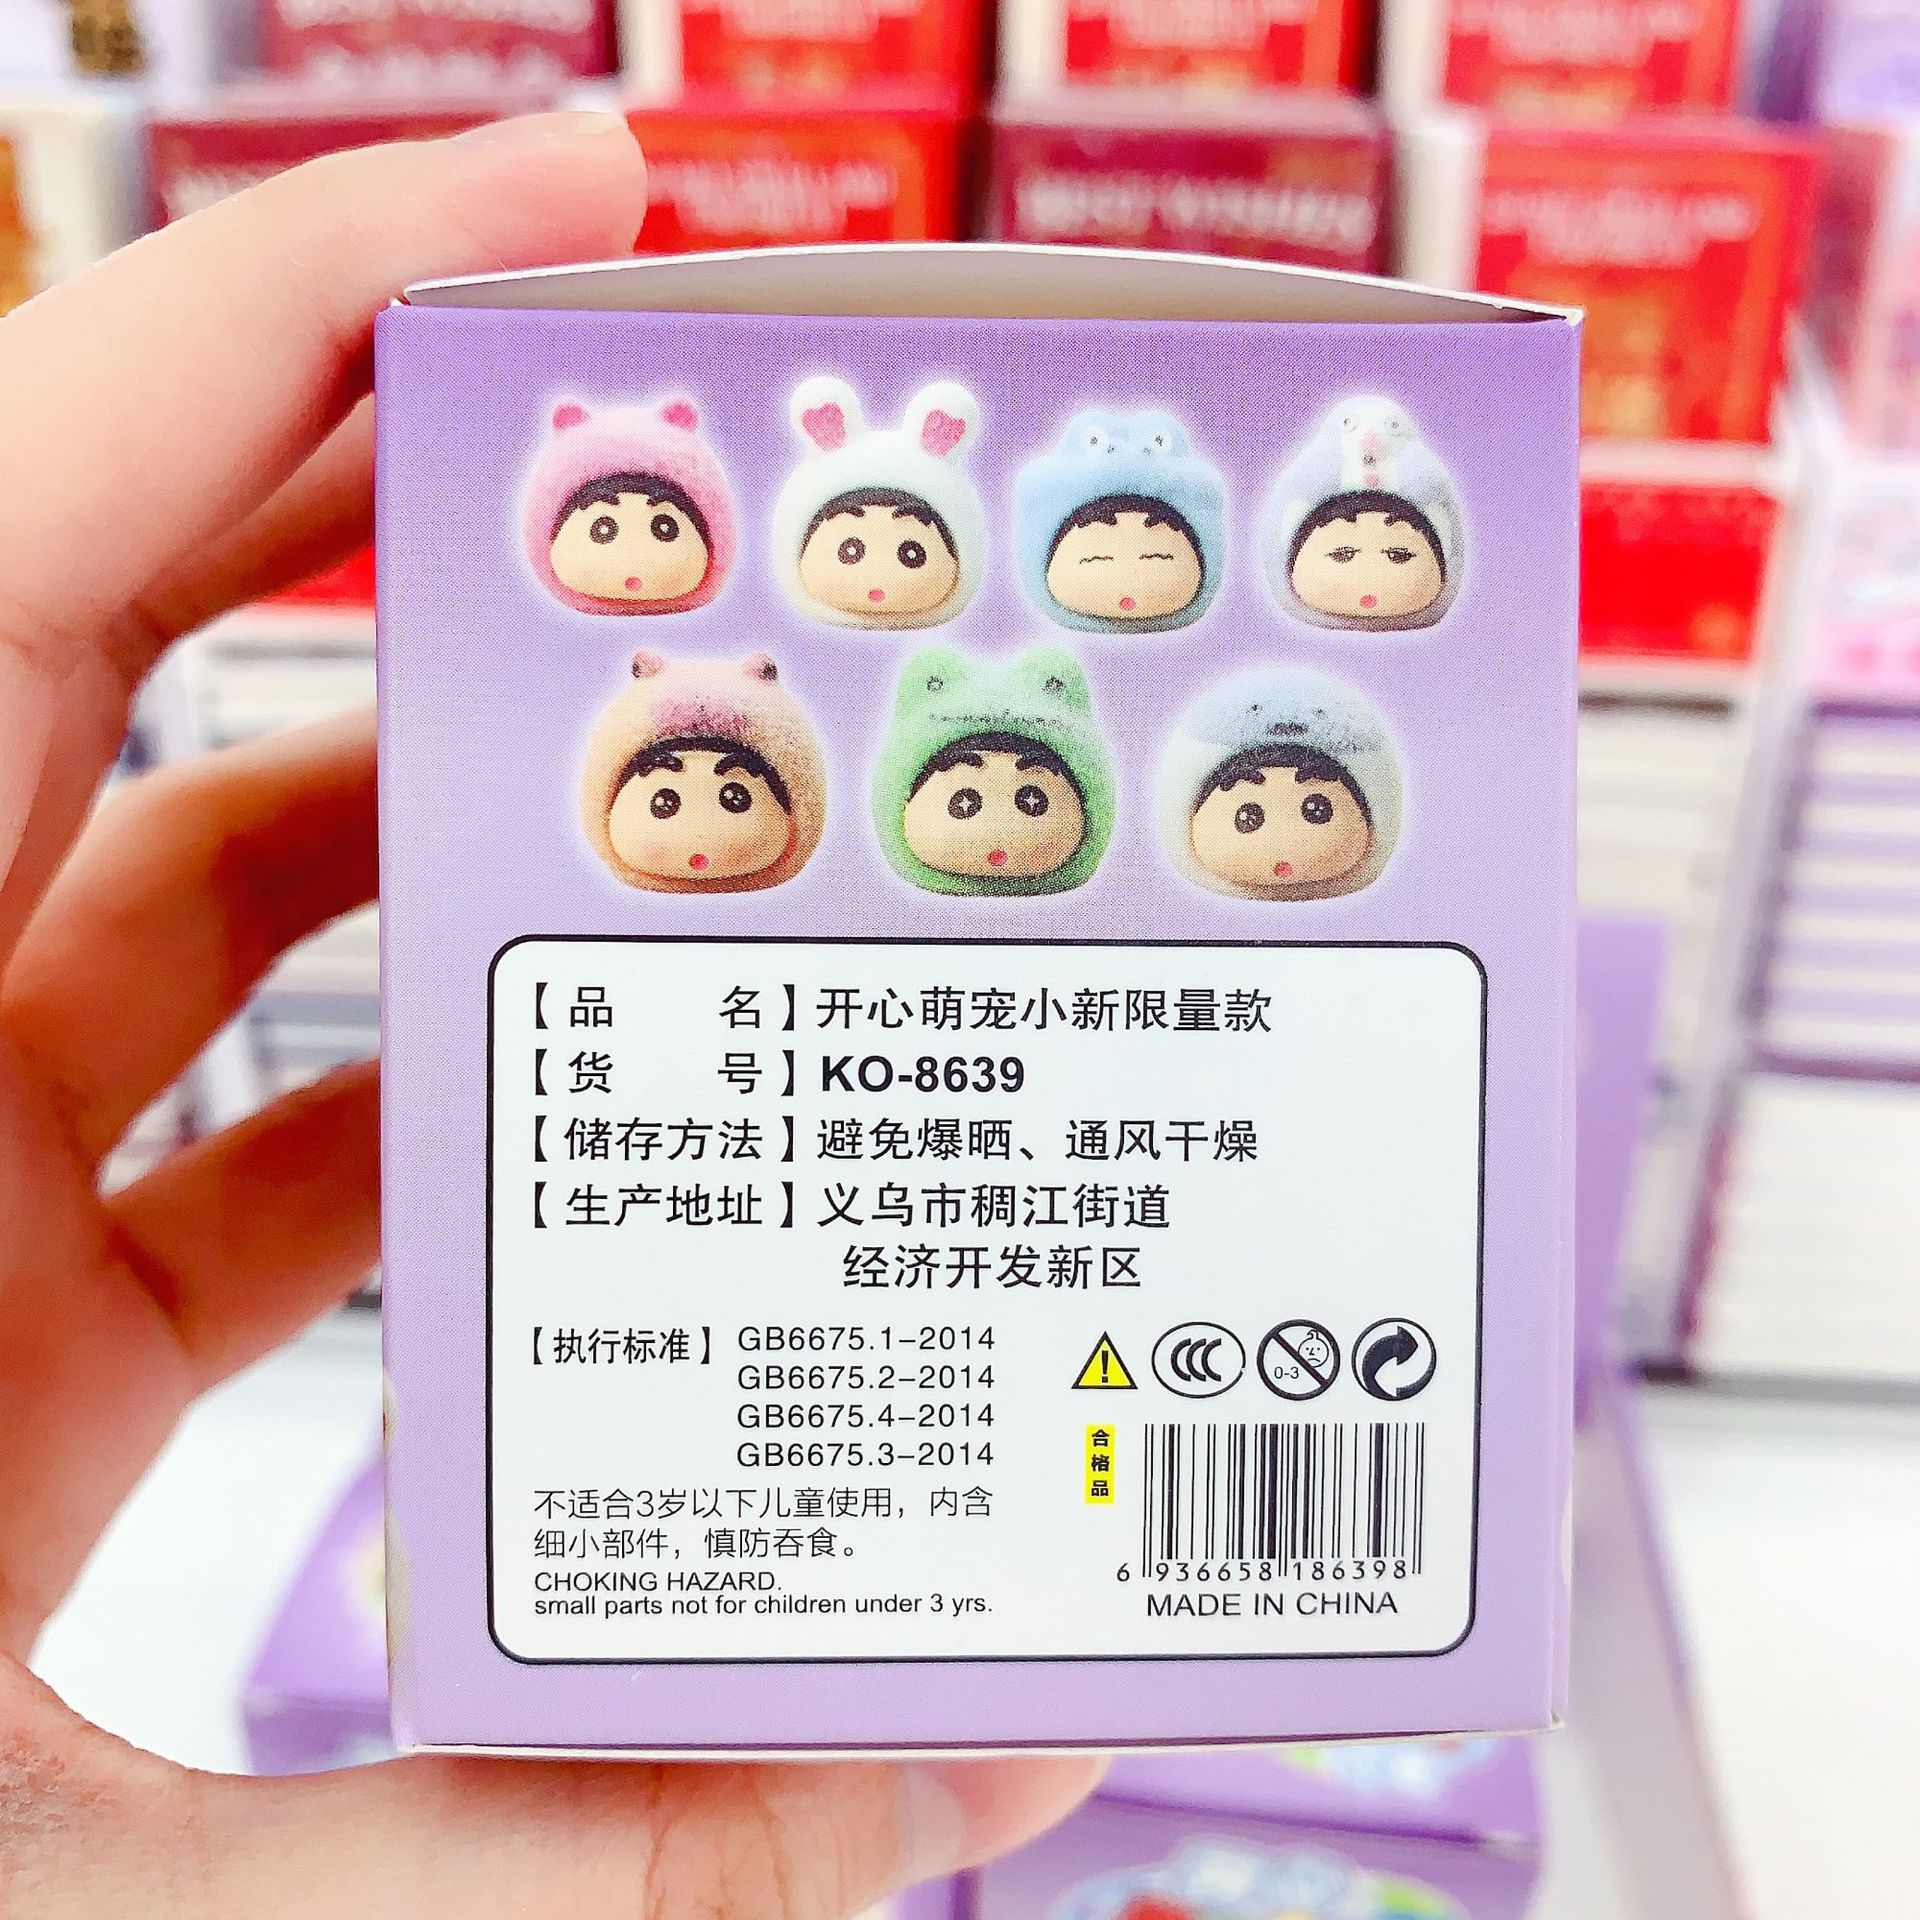 【品名】开心萌宠小新限量款
【货号】KO-8639
【储存方法】避免爆晒、通风干燥
【生产地址】义乌市稠江街道
经济开发新区
【执行标准】GB6675.1-2014
GB6675.2-2014
GB6675.4-2014
GB6675.3-2014
不适合3岁以下儿童使用，内含
细小部件，慎防吞食。
CHOKING HAZARD.
small parts not for children under 3 yrs.
!
CCC
0-3
合格品
6 936658 186398
MADE IN CHINA